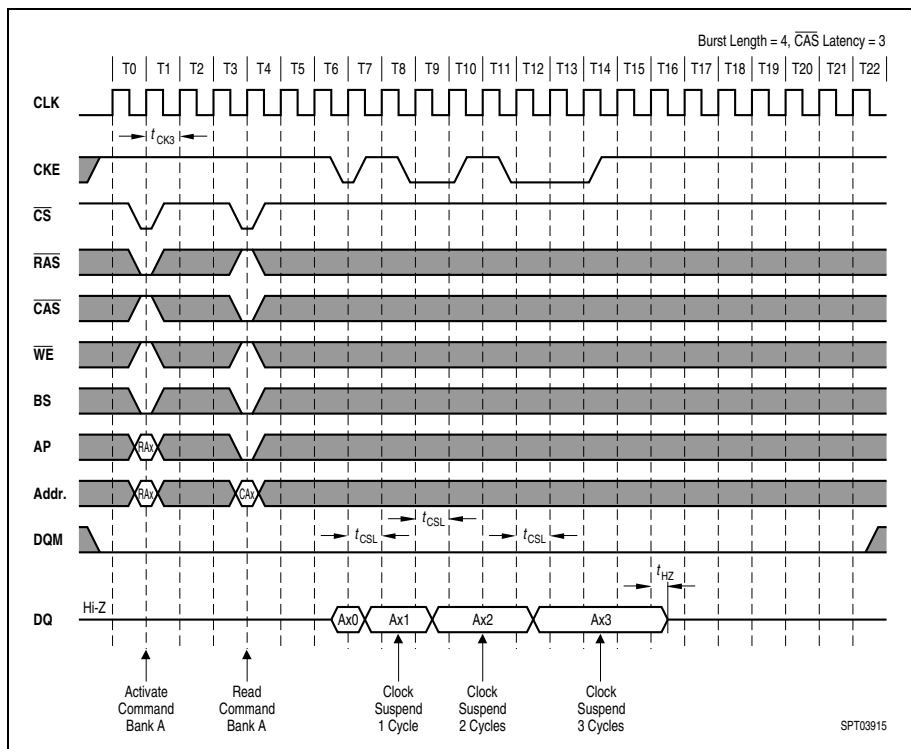 Burst Length = 4, CAS Latency = 3
T0 T1 T2 T3 T4 T5 T6 T7 T8 T9 T10 T11 T12 T13 T14 T15 T16 T17 T18 T19 T20 T21 T22
CLK
tCK3
CKE
CS
RAS
CAS
WE
BS
AP RAx
Addr. RAx CAx
tCSL
DQM tCSL tCSL
tHZ
Hi-Z
DQ Ax0 Ax1 Ax2 Ax3
Activate Read Clock Clock Clock
Command Command Suspend Suspend Suspend
Bank A Bank A 1 Cycle 2 Cycles 3 Cycles
SPT03915